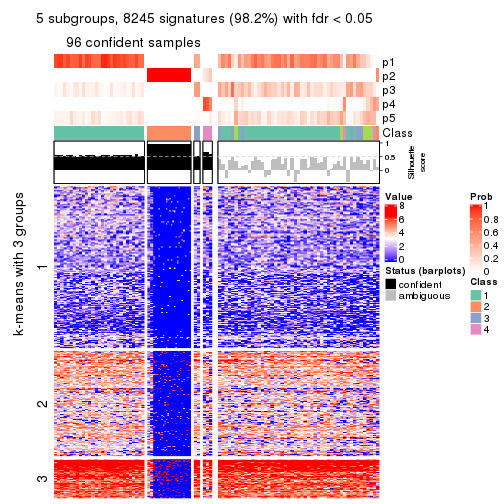 5 subgroups, 8245 signatures (98.2%) with fdr < 0.05
96 confident samples
p1
p2
p3
p4
p5
Class
1
0.5
0
Silhouette
score
k-means with 3 groups
1
2
3
Value
8
6
4
2
0
Status (barplots)
confident
ambiguous
Prob
1
0.8
0.6
0.4
0.2
0
Class
1
2
3
4